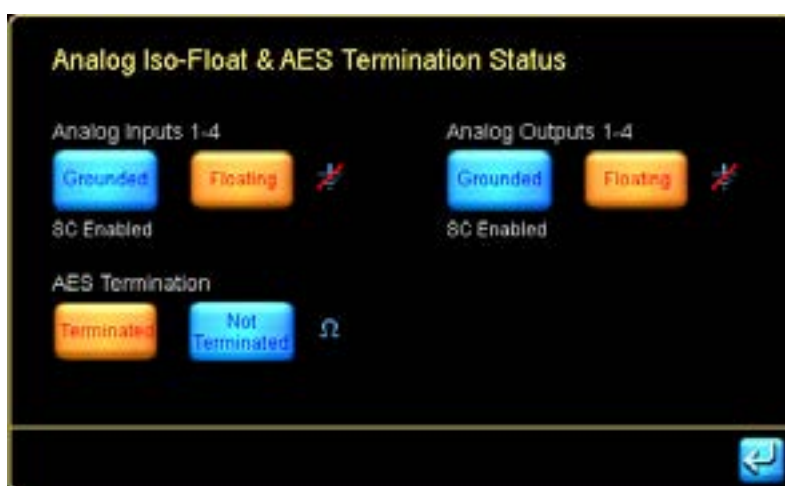 Analog Iso-Float & AES Termination Status
Analog Inputs 1-4
Grounded
Floating
SC Enabled
Analog Outputs 1-4
Grounded
Floating
SC Enabled
AES Termination
Terminated
Not
Terminated
Ω